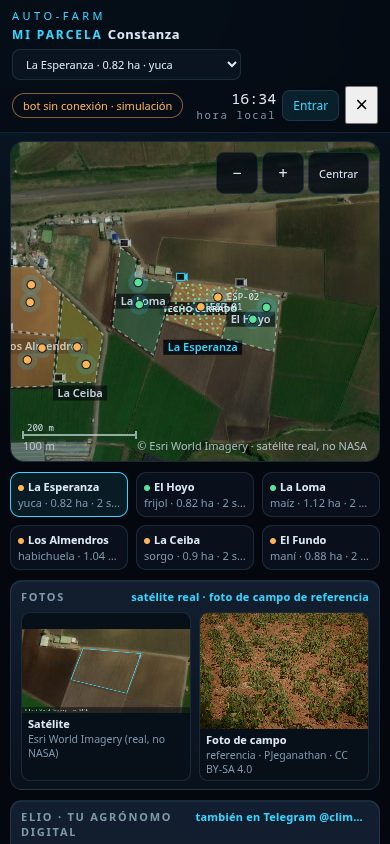 AUTO-FARM
MI PARCELA Constanza
La Esperanza · 0.82 ha · yuca
bot sin conexión · simulación
16:34
hora local
Entrar
✕
−
+
Centrar
ESP-02
La Loma
El Hoyo
La Esperanza
La Ceiba
200 m
100 m
© Esri World Imagery · satélite real, no NASA
La Esperanza
yuca · 0.82 ha · 2 s...
El Hoyo
frijol · 0.82 ha · 2 s...
La Loma
maíz · 1.12 ha · 2 ...
Los Almendros
habichuela · 1.04 ...
La Ceiba
sorgo · 0.9 ha · 2 ...
El Fundo
maní · 0.88 ha · 2 ...
FOTOS
satélite real · foto de campo de referencia
Satélite
Esri World Imagery (real, no
NASA)
Foto de campo
referencia · PJeganathan · CC
BY-SA 4.0
ELIO · TU AGRÓNOMO
DIGITAL
también en Telegram @clim...